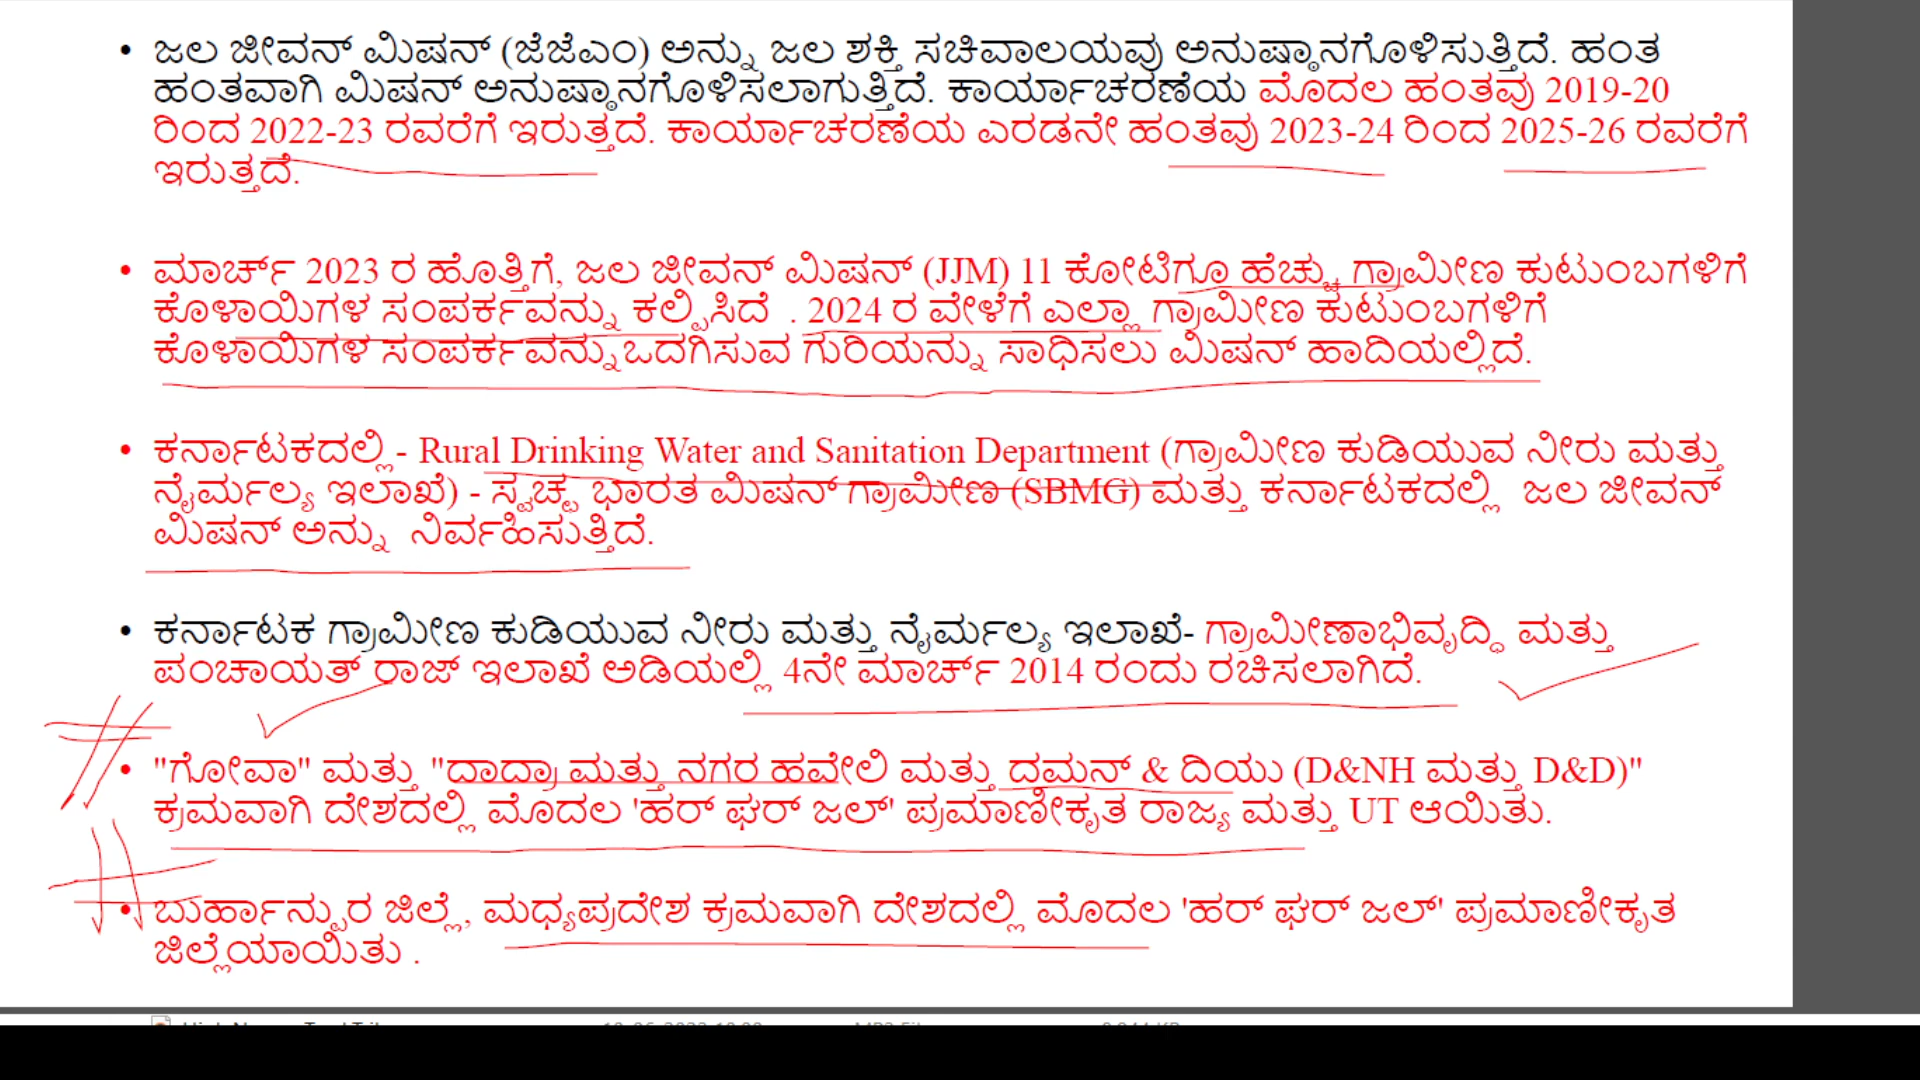 • ಜಲ ಜೀವನ್ ಮಿಷನ್ (ಜೆಜೆಎಂ) ಅನ್ನು ಜಲ ಶಕ್ತಿ ಸಚಿವಾಲಯವು ಅನುಷ್ಠಾನಗೊಳಿಸುತ್ತಿದೆ. ಹಂತ
ಹಂತವಾಗಿ ಮಿಷನ್ ಅನುಷ್ಠಾನಗೊಳಿಸಲಾಗುತ್ತಿದೆ. ಕಾರ್ಯಾಚರಣೆಯ ಮೊದಲ ಹಂತವು 2019-20
ರಿಂದ 2022-23 ರವರೆಗೆ ಇರುತ್ತದೆ. ಕಾರ್ಯಾಚರಣೆಯ ಎರಡನೇ ಹಂತವು 2023-24 ರಿಂದ 2025-26 ರವರೆಗೆ
ಇರುತ್ತದೆ.
• ಮಾರ್ಚ್ 2023 ರ ಹೊತ್ತಿಗೆ, ಜಲ ಜೀವನ್ ಮಿಷನ್ (JJM) 11 ಕೋಟಿಗೂ ಹೆಚ್ಚು ಗ್ರಾಮೀಣ ಕುಟುಂಬಗಳಿಗೆ
ಕೊಳಾಯಿಗಳ ಸಂಪರ್ಕವನ್ನು ಕಲ್ಪಿಸಿದೆ . 2024 ರ ವೇಳೆಗೆ ಎಲ್ಲಾ ಗ್ರಾಮೀಣ ಕುಟುಂಬಗಳಿಗೆ
ಕೊಳಾಯಿಗಳ ಸಂಪರ್ಕವನ್ನು ಒದಗಿಸುವ ಗುರಿಯನ್ನು ಸಾಧಿಸಲು ಮಿಷನ್ ಹಾದಿಯಲ್ಲಿದೆ.
• ಕರ್ನಾಟಕದಲ್ಲಿ - Rural Drinking Water and Sanitation Department (ಗ್ರಾಮೀಣ ಕುಡಿಯುವ ನೀರು ಮತ್ತು
ನೈರ್ಮಲ್ಯ ಇಲಾಖೆ) - ಸ್ವಚ್ಛ ಭಾರತ ಮಿಷನ್ ಗ್ರಾಮೀಣ (SBMG) ಮತ್ತು ಕರ್ನಾಟಕದಲ್ಲಿ ಜಲ ಜೀವನ್
ಮಿಷನ್ ಅನ್ನು ನಿರ್ವಹಿಸುತ್ತಿದೆ.
• ಕರ್ನಾಟಕ ಗ್ರಾಮೀಣ ಕುಡಿಯುವ ನೀರು ಮತ್ತು ನೈರ್ಮಲ್ಯ ಇಲಾಖೆ- ಗ್ರಾಮೀಣಾಭಿವೃದ್ಧಿ ಮತ್ತು
ಪಂಚಾಯತ್ ರಾಜ್ ಇಲಾಖೆ ಅಡಿಯಲ್ಲಿ 4ನೇ ಮಾರ್ಚ್ 2014 ರಂದು ರಚಿಸಲಾಗಿದೆ.
• "ಗೋವಾ" ಮತ್ತು "ದಾದ್ರಾ ಮತ್ತು ನಗರ ಹವೇಲಿ ಮತ್ತು ದಮನ್ & ದಿಯು (D&NH ಮತ್ತು D&D)"
ಕ್ರಮವಾಗಿ ದೇಶದಲ್ಲಿ ಮೊದಲ 'ಹರ್ ಘರ್ ಜಲ್' ಪ್ರಮಾಣೀಕೃತ ರಾಜ್ಯ ಮತ್ತು UT ಆಯಿತು.
• ಬುರ್ಹಾನ್ಪುರ ಜಿಲ್ಲೆ, ಮಧ್ಯಪ್ರದೇಶ ಕ್ರಮವಾಗಿ ದೇಶದಲ್ಲಿ ಮೊದಲ 'ಹರ್ ಘರ್ ಜಲ್' ಪ್ರಮಾಣೀಕೃತ
ಜಿಲ್ಲೆಯಾಯಿತು .